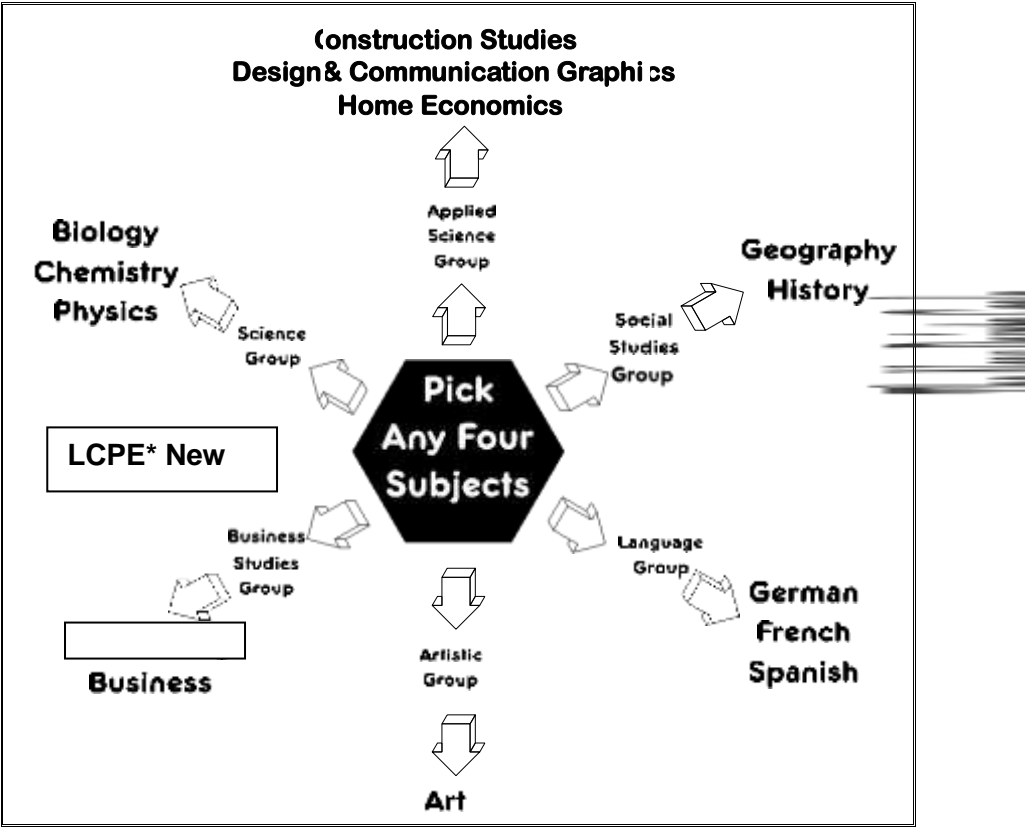 Construction Studies
Design & Communication Graphics
Home Economics
Applied
Science
Group
Biology
Chemistry
Physics
Science
Group
Geography
History
Social
Studies
Group
Pick
Any Four
Subjects
LCPE* New
Business
Studies
Group
Business
Language
Group
German
French
Spanish
Artistic
Group
Art